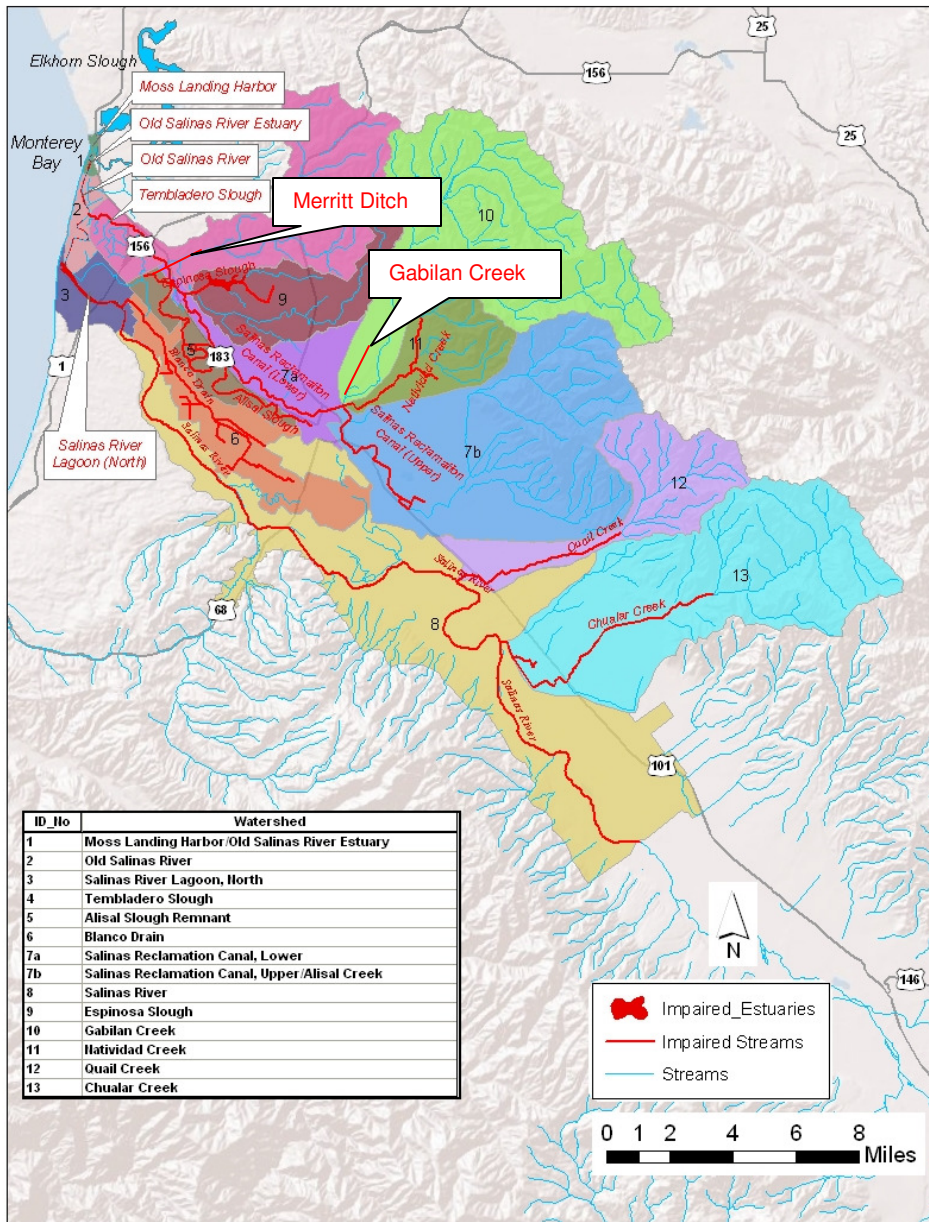 25
156
Elkhorn Slough
Moss Landing Harbor
25
Old Salinas River Estuary
Monterey
Bay
1
Old Salinas River
Tembladero Slough
Merritt Ditch
10
2
156
Gabilan Creek
Espinosa Slough
3
9
11
183
5
7a
Salinas Reclamation
Canal (Lower)
Natividad Creek
1
Blanco Drain
Alisal Slough
Salinas Reclamation
Canal (Upper)
7b
Salinas River
Lagoon (North)
Salinas River
6
12
Quail Creek
Salinas River
13
68
8
Chualar Creek
Salinas River
101
ID_No Watershed
1 Moss Landing Harbor/Old Salinas River Estuary
2 Old Salinas River
3 Salinas River Lagoon, North
4 Tembladero Slough
5 Alisal Slough Remnant
6 Blanco Drain
7a Salinas Reclamation Canal, Lower
7b Salinas Reclamation Canal, Upper/Alisal Creek
8 Salinas River
9 Espinosa Slough
10 Gabilan Creek
11 Natividad Creek
12 Quail Creek
13 Chualar Creek
N
146
Impaired_Estuaries
Impaired Streams
Streams
0 1 2 4 6 8
Miles